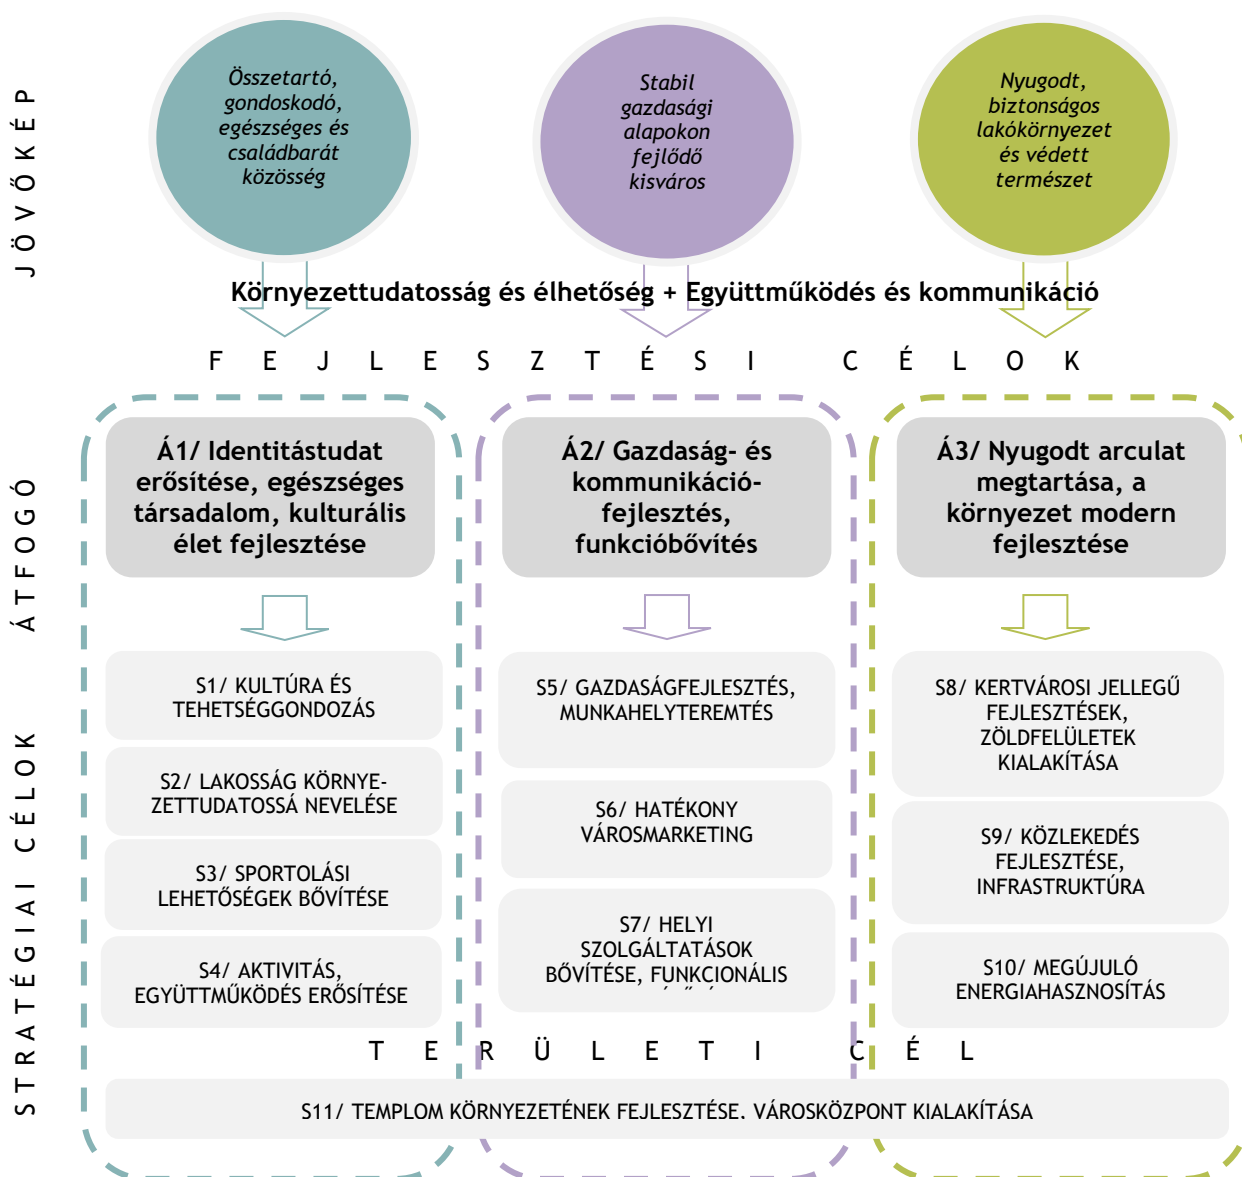 JÖVŐKÉP
Összetartó,
gondoskodó,
egészséges és
családbarát
közösség
Stabil
gazdasági
alapokon
fejlődő
kisváros
Nyugodt,
biztonságos
lakókörnyezet
és védett
természet
Környezettudatosság és élhetőség + Együttműködés és kommunikáció
FEJLESZTÉSI CÉLOK
ÁTFOGÓ
Á1/ Identitástudat
erősítése, egészséges
társadalom, kulturális
élet fejlesztése
Á2/ Gazdaság- és
kommunikáció-
fejlesztés,
funkcióbővítés
Á3/ Nyugodt arculat
megtartása, a
környezet modern
fejlesztése
STRATÉGIAI CÉLOK
S1/ KULTÚRA ÉS
TEHETSÉGGONDOZÁS
S2/ LAKOSSÁG KÖRNYE-
ZETTUDATOSSÁ NEVELÉSE
S3/ SPORTOLÁSI
LEHETŐSÉGEK BŐVÍTÉSE
S4/ AKTIVITÁS,
EGYÜTTMŰKÖDÉS ERŐSÍTÉSE
S5/ GAZDASÁGFEJLESZTÉS,
MUNKAHELYTEREMTÉS
S6/ HATÉKONY
VÁROSMARKETING
S7/ HELYI
SZOLGÁLTATÁSOK
BŐVÍTÉSE, FUNKCIONÁLIS
S8/ KERTVÁROSI JELLEGŰ
FEJLESZTÉSEK,
ZÖLDFELÜLETEK
KIALAKÍTÁSA
S9/ KÖZLEKEDÉS
FEJLESZTÉSE,
INFRASTRUKTÚRA
S10/ MEGÚJULÓ
ENERGIAHASZNOSÍTÁS
TERÜLETI CÉL
S11/ TEMPLOM KÖRNYEZETÉNEK FEJLESZTÉSE. VÁROSKÖZPONT KIALAKÍTÁSA